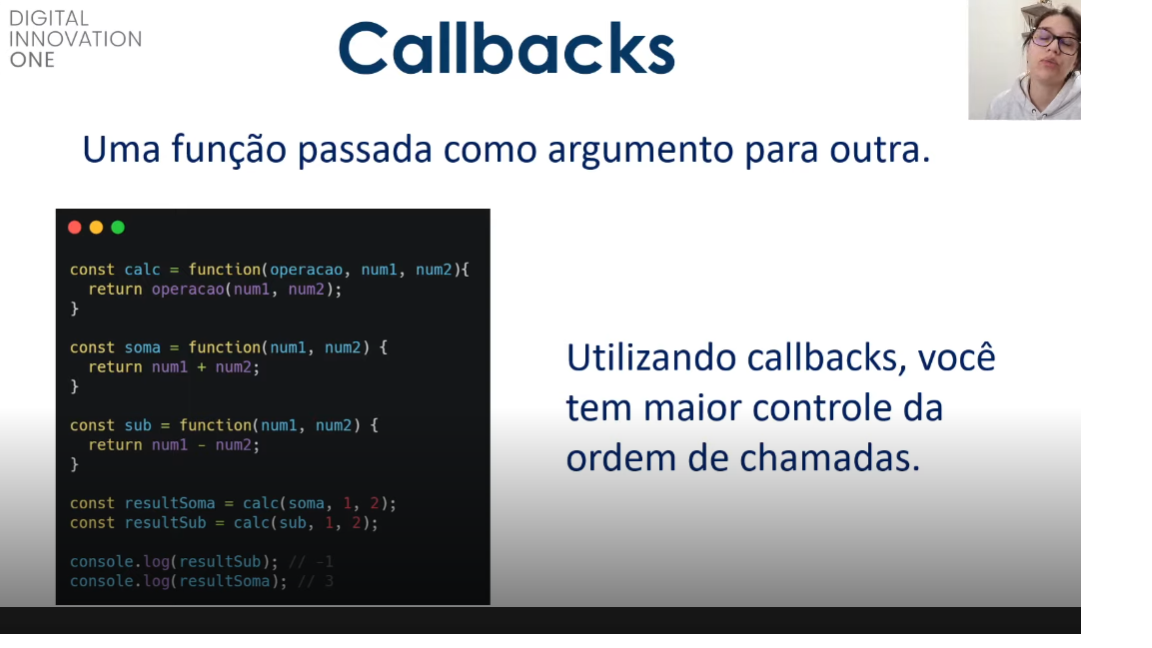 DIGITAL
INNOVATION
ONE
Callbacks
Uma função passada como argumento para outra.
const calc = function(operacao, num1, num2){
  return operacao(num1, num2);
}
const soma = function(num1, num2) {
  return num1 + num2;
}
const sub = function(num1, num2) {
  return num1 - num2;
}
const resultSoma = calc(soma, 1, 2);
const resultSub = calc(sub, 1, 2);
console.log(resultSub); // -1
console.log(resultSoma); // 3
Utilizando callbacks, você
tem maior controle da
ordem de chamadas.